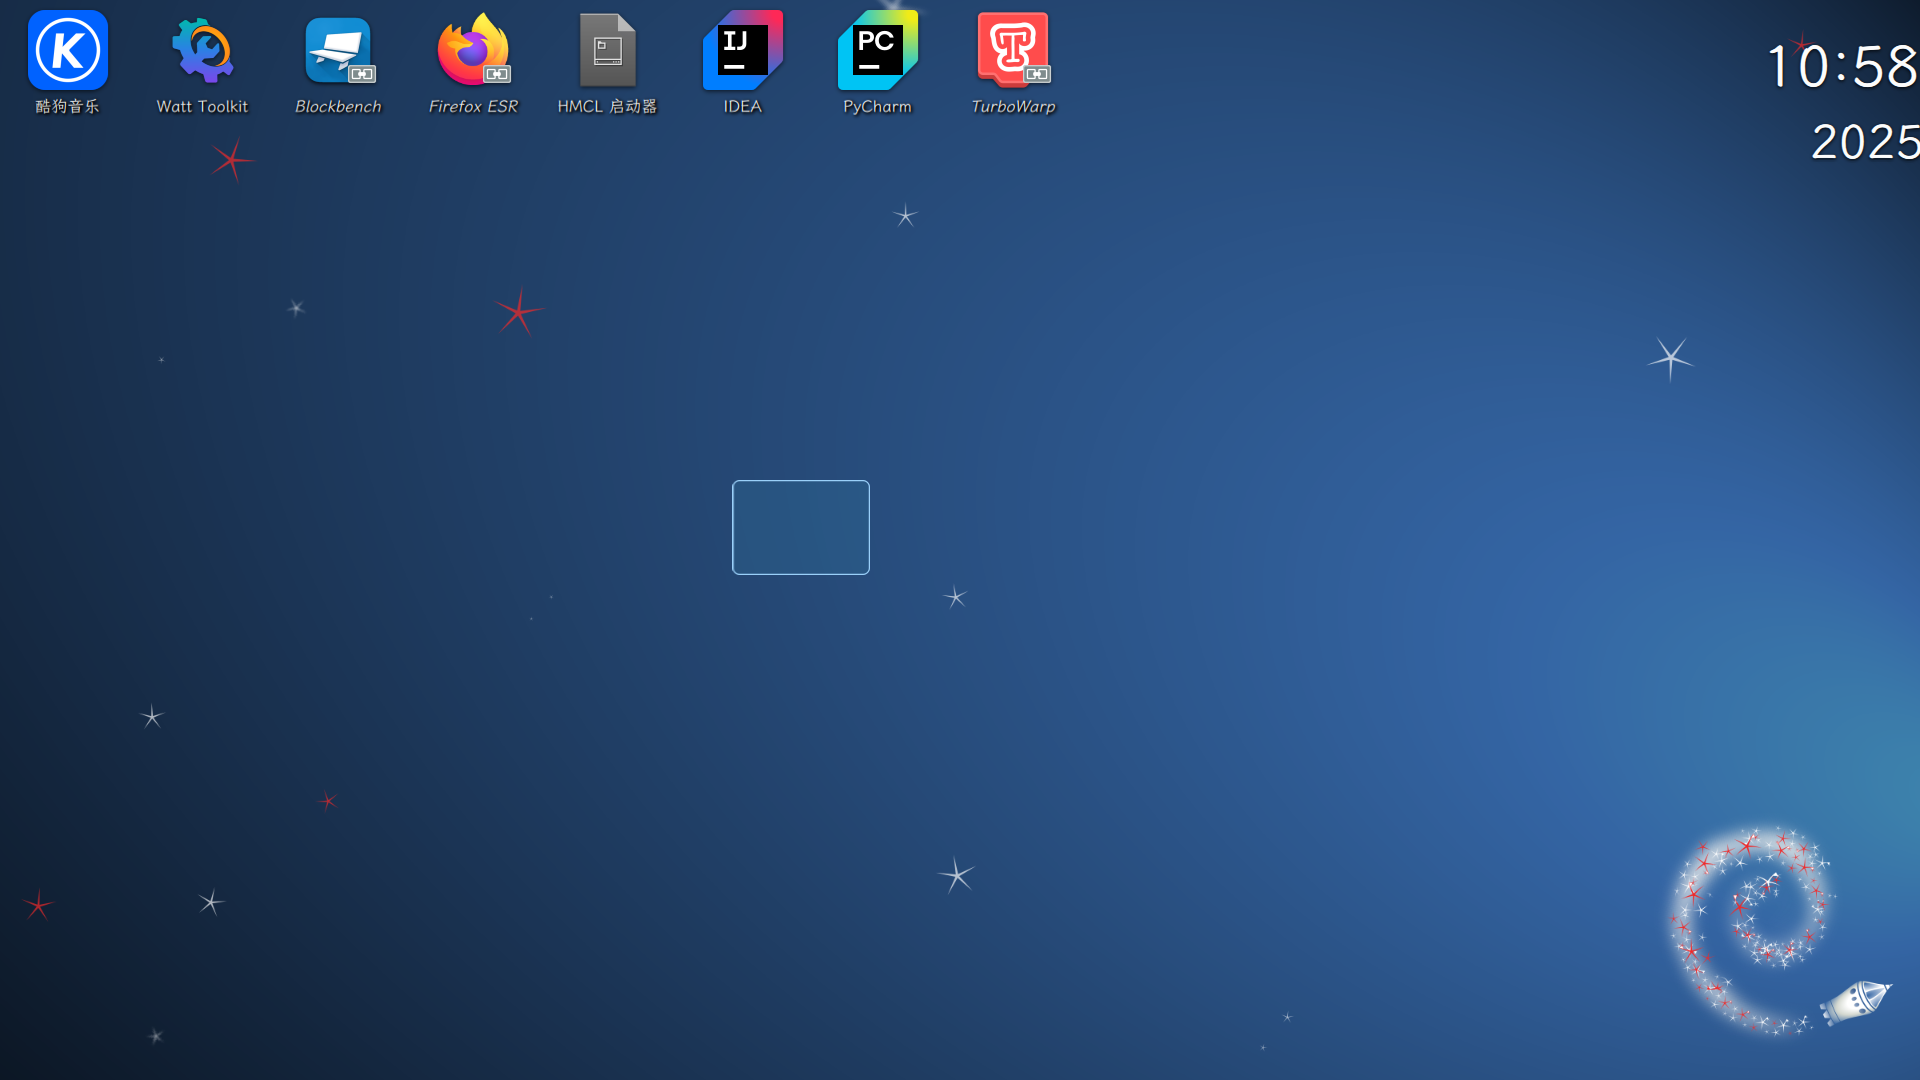 酷狗音乐
Watt Toolkit
Blockbench
Firefox ESR
HMCL 启动器
IJ
IDEA
PC
PyCharm
TurboWarp
10:58
2025